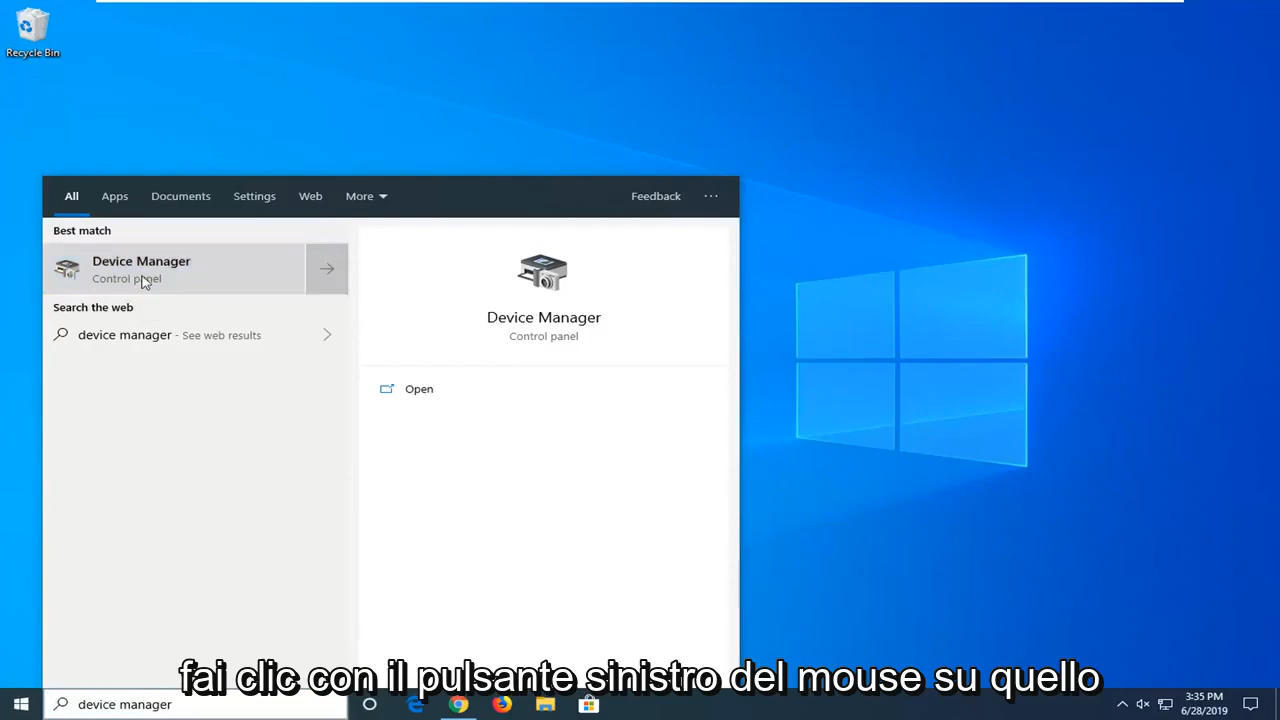 Recycle Bin
All Apps Documents Settings Web More Feedback ...
Best match
Device Manager
Control panel
Search the web
device manager - See web results
Device Manager
Control panel
Open
fai clic con il pulsante sinistro del mouse su quello
device manager
3:35 PM
6/28/2019